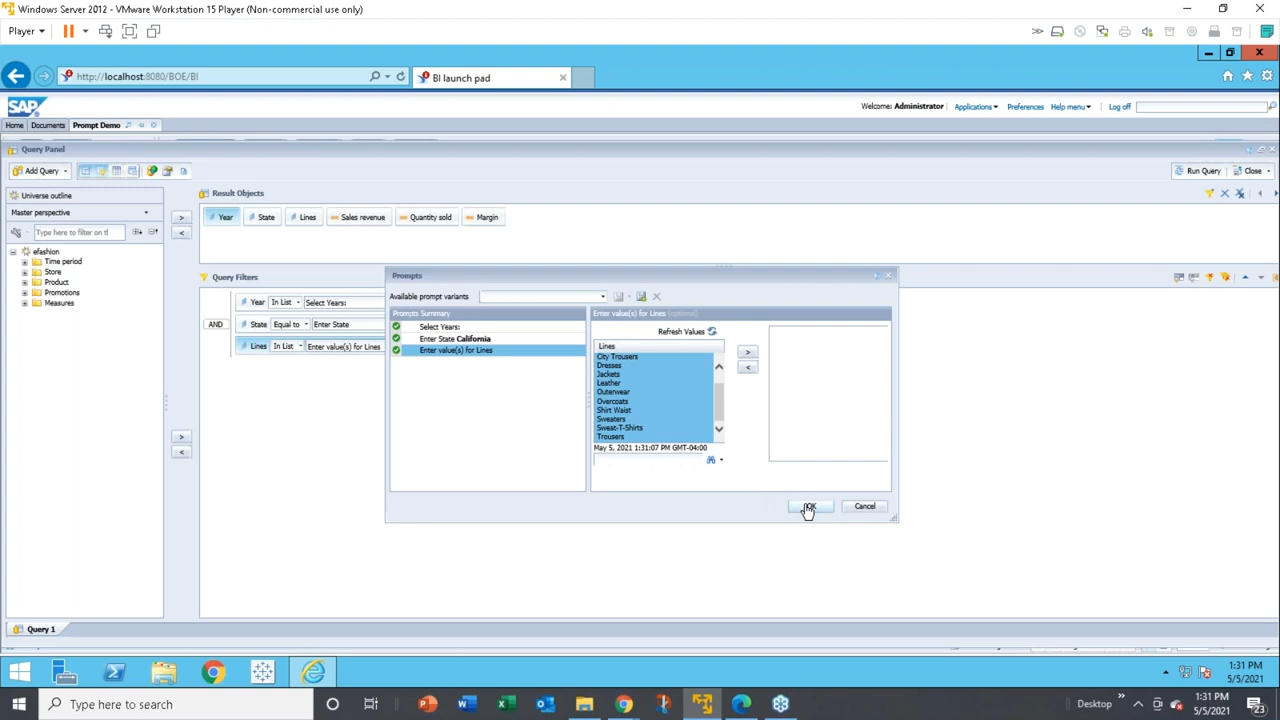 Windows Server 2012 - VMware Workstation 15 Player (Non-commercial use only)
Player
http://localhost:8080/BOE/BI
BI launch pad
SAP
Welcome: Administrator
Applications
Preferences
Help menu
Log off
Home
Documents
Prompt Demo
Query Panel
Add Query
Run Query
Close
Universe outline
Result Objects
Master perspective
Year
State
Lines
Sales revenue
Quantity sold
Margin
Type here to filter on tl
efashion
Time period
Store
Product
Promotions
Measures
Query Filters
Year In List Select Years:
AND
State Equal to Enter State
Lines In List Enter value(s) for Lines
Prompts
Available prompt variants
Prompts Summary
Select Years:
Enter State California
Enter value(s) for Lines
Enter value(s) for Lines (optional)
Refresh Values
Lines
City Trousers
Dresses
Jackets
Leather
Outerwear
Overcoats
Shirt Waist
Sweaters
Sweat-T-Shirts
Trousers
May 5, 2021 1:31:07 PM GMT-04:00
OK
Cancel
Query 1
1:31 PM
5/5/2021
Type here to search
Desktop
1:31 PM
5/5/2021
23